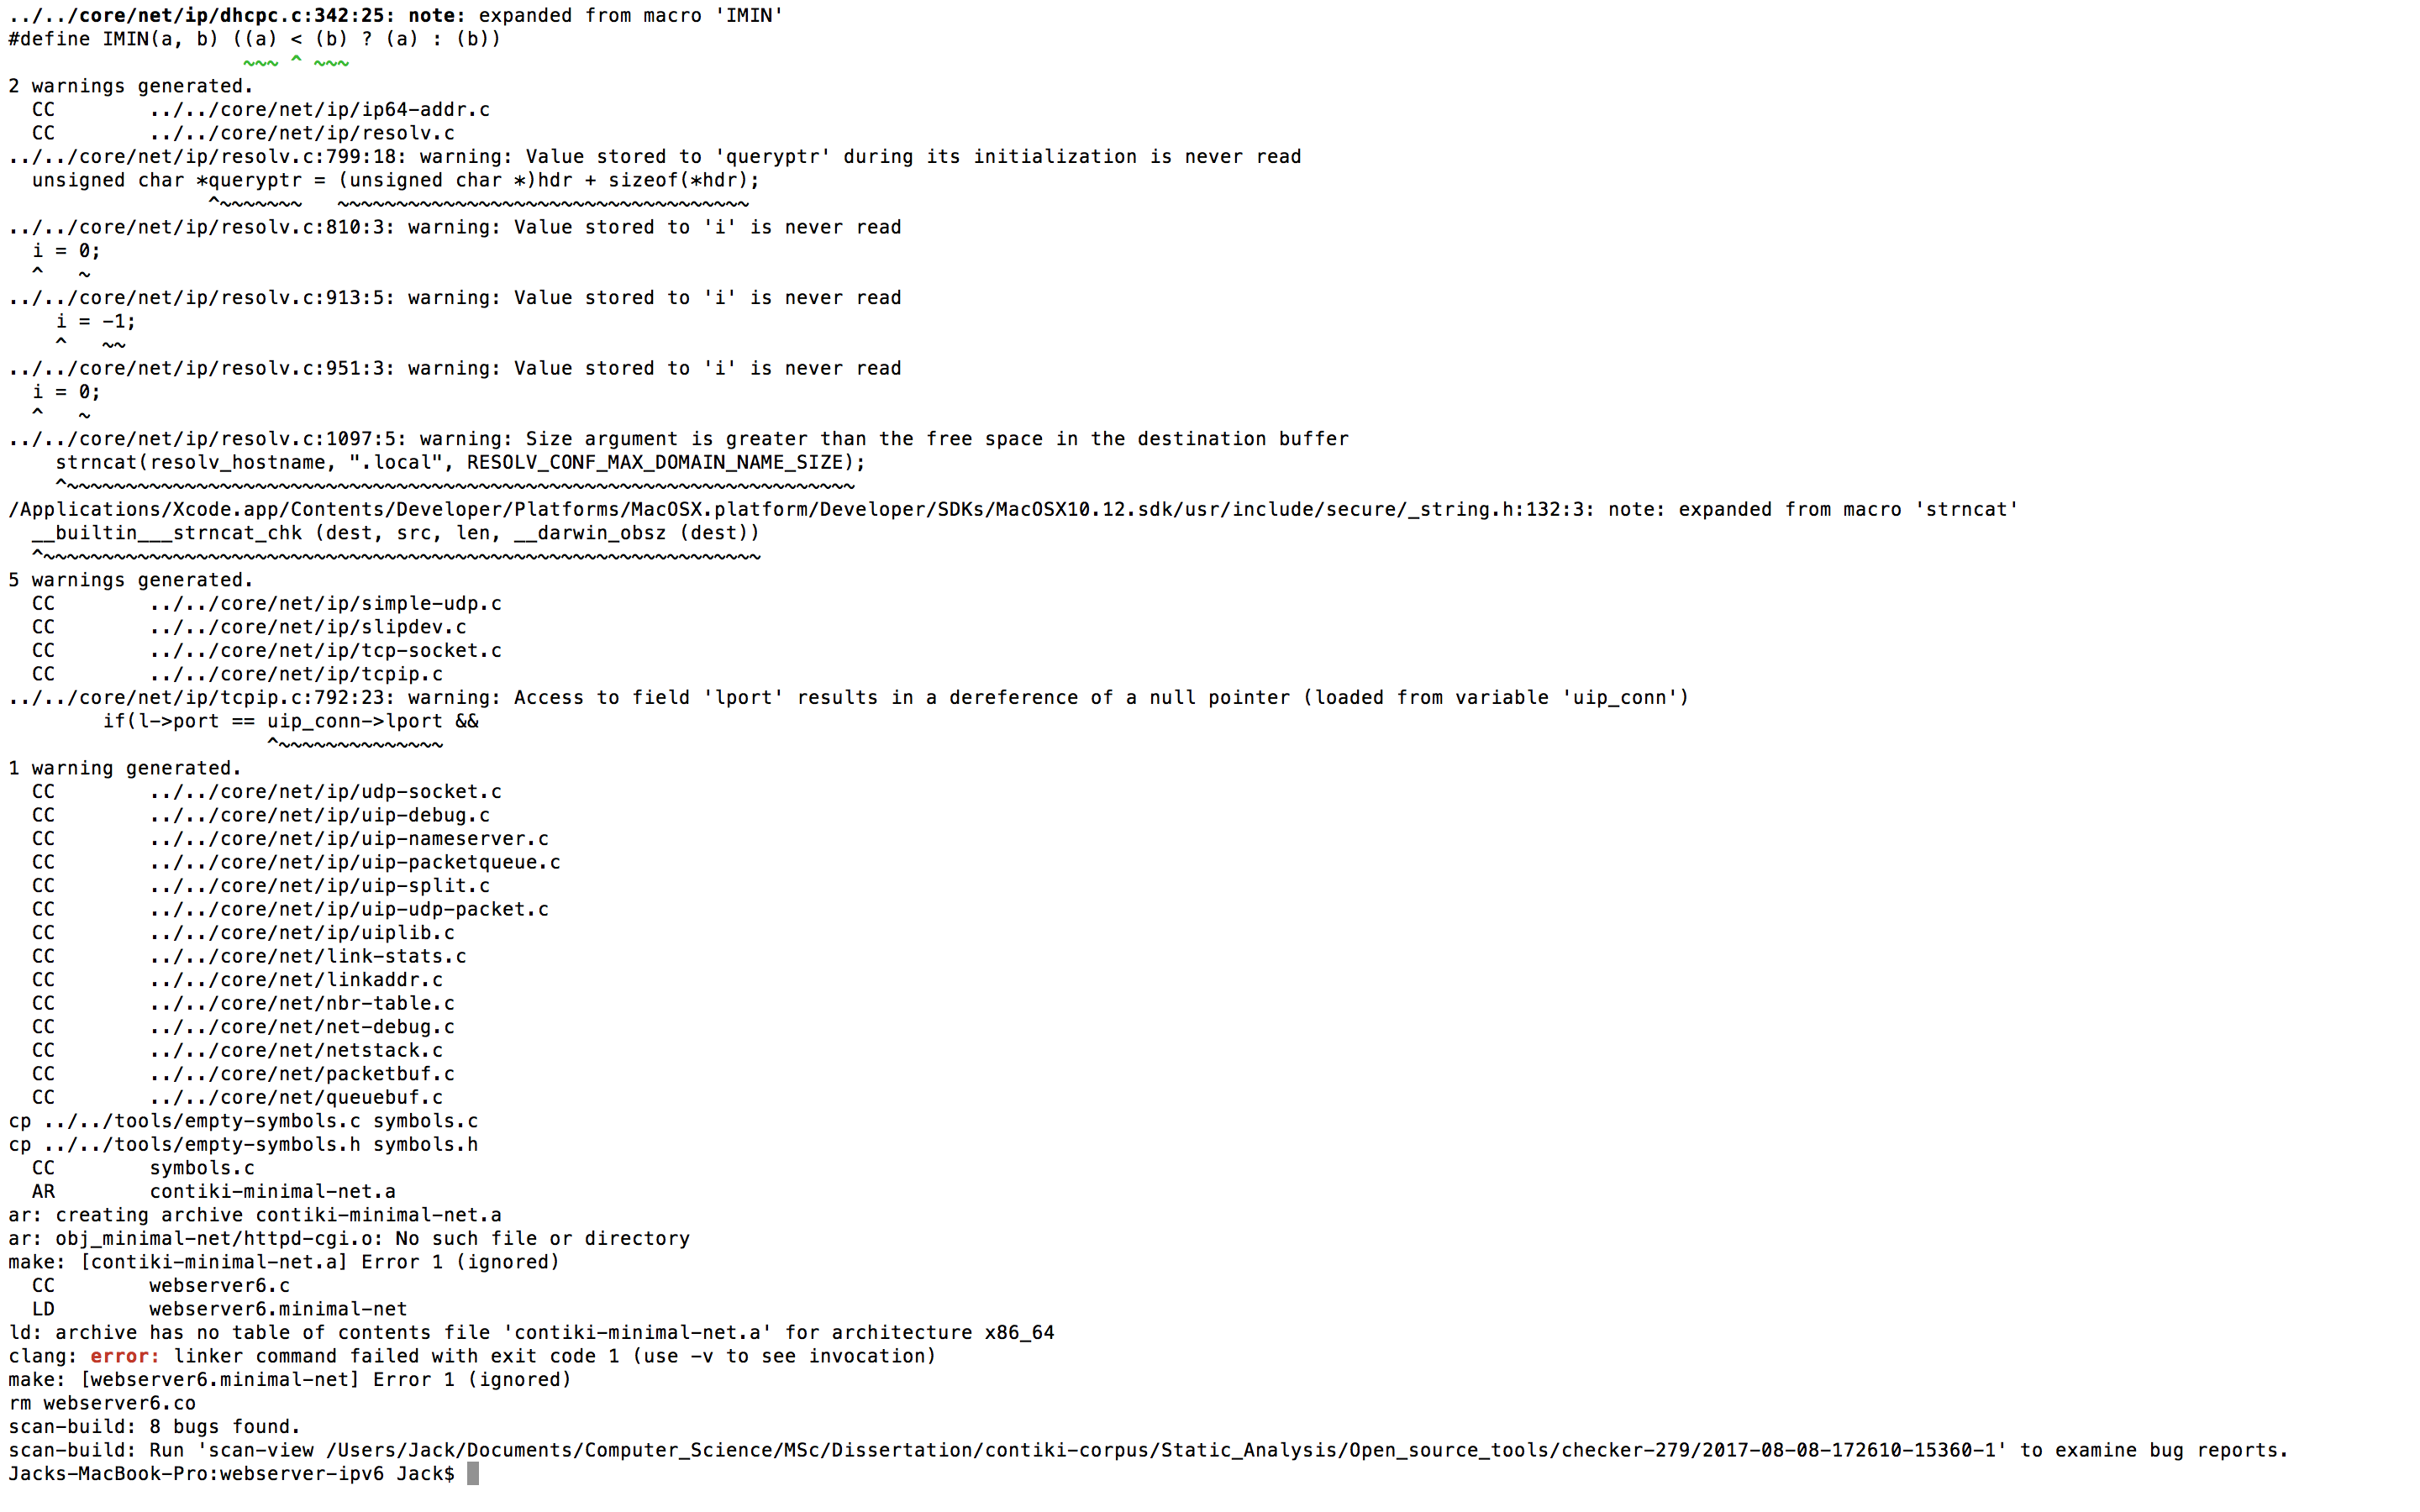 ../../core/net/ip/dhcpc.c:342:25: note: expanded from macro 'IMIN'
#define IMIN(a, b) ((a) < (b) ? (a) : (b))
                    ~~~ ^ ~~~
2 warnings generated.
  CC        ../../core/net/ip/ip64-addr.c
  CC        ../../core/net/ip/resolv.c
../../core/net/ip/resolv.c:799:18: warning: Value stored to 'queryptr' during its initialization is never read
  unsigned char *queryptr = (unsigned char *)hdr + sizeof(*hdr);
                 ^~~~~~~~   ~~~~~~~~~~~~~~~~~~~~~~~~~~~~~~~~~~~
../../core/net/ip/resolv.c:810:3: warning: Value stored to 'i' is never read
  i = 0;
  ^   ~
../../core/net/ip/resolv.c:913:5: warning: Value stored to 'i' is never read
    i = -1;
    ^   ~~
../../core/net/ip/resolv.c:951:3: warning: Value stored to 'i' is never read
  i = 0;
  ^   ~
../../core/net/ip/resolv.c:1097:5: warning: Size argument is greater than the free space in the destination buffer
    strncat(resolv_hostname, ".local", RESOLV_CONF_MAX_DOMAIN_NAME_SIZE);
    ^~~~~~~~~~~~~~~~~~~~~~~~~~~~~~~~~~~~~~~~~~~~~~~~~~~~~~~~~~~~~~~~~~~~
/Applications/Xcode.app/Contents/Developer/Platforms/MacOSX.platform/Developer/SDKs/MacOSX10.12.sdk/usr/include/secure/_string.h:132:3: note: expanded from macro 'strncat'
  __builtin___strncat_chk (dest, src, len, __darwin_obsz (dest))
  ^~~~~~~~~~~~~~~~~~~~~~~~~~~~~~~~~~~~~~~~~~~~~~~~~~~~~~~~~~~~~~
5 warnings generated.
  CC        ../../core/net/ip/simple-udp.c
  CC        ../../core/net/ip/slipdev.c
  CC        ../../core/net/ip/tcp-socket.c
  CC        ../../core/net/ip/tcpip.c
../../core/net/ip/tcpip.c:792:23: warning: Access to field 'lport' results in a dereference of a null pointer (loaded from variable 'uip_conn')
        if(l->port == uip_conn->lport &&
                      ^~~~~~~~~~~~~~~
1 warning generated.
  CC        ../../core/net/ip/udp-socket.c
  CC        ../../core/net/ip/uip-debug.c
  CC        ../../core/net/ip/uip-nameserver.c
  CC        ../../core/net/ip/uip-packetqueue.c
  CC        ../../core/net/ip/uip-split.c
  CC        ../../core/net/ip/uip-udp-packet.c
  CC        ../../core/net/ip/uiplib.c
  CC        ../../core/net/link-stats.c
  CC        ../../core/net/linkaddr.c
  CC        ../../core/net/nbr-table.c
  CC        ../../core/net/net-debug.c
  CC        ../../core/net/netstack.c
  CC        ../../core/net/packetbuf.c
  CC        ../../core/net/queuebuf.c
cp ../../tools/empty-symbols.c symbols.c
cp ../../tools/empty-symbols.h symbols.h
  CC        symbols.c
  AR        contiki-minimal-net.a
ar: creating archive contiki-minimal-net.a
ar: obj_minimal-net/httpd-cgi.o: No such file or directory
make: [contiki-minimal-net.a] Error 1 (ignored)
  CC        webserver6.c
  LD        webserver6.minimal-net
ld: archive has no table of contents file 'contiki-minimal-net.a' for architecture x86_64
clang: error: linker command failed with exit code 1 (use -v to see invocation)
make: [webserver6.minimal-net] Error 1 (ignored)
rm webserver6.co
scan-build: 8 bugs found.
scan-build: Run 'scan-view /Users/Jack/Documents/Computer_Science/MSc/Dissertation/contiki-corpus/Static_Analysis/Open_source_tools/checker-279/2017-08-08-172610-15360-1' to examine bug reports.
Jacks-MacBook-Pro:webserver-ipv6 Jack$